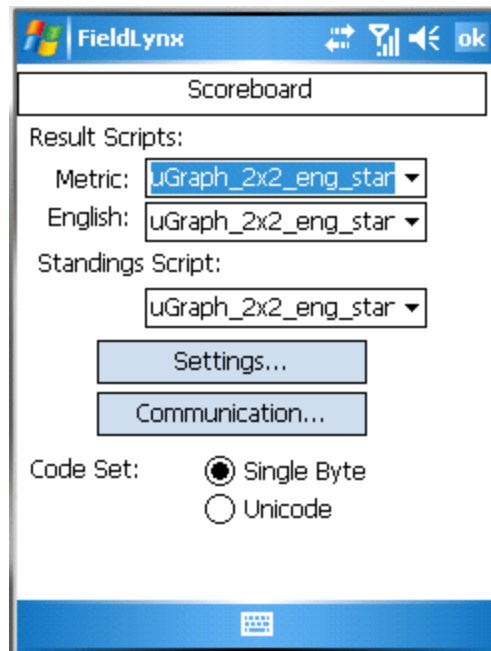 FieldLynx ok
Scoreboard
Result Scripts:
Metric: uGraph_2x2_eng_star
English: uGraph_2x2_eng_star
Standings Script:
uGraph_2x2_eng_star
Settings...
Communication...
Code Set: Single Byte
Unicode